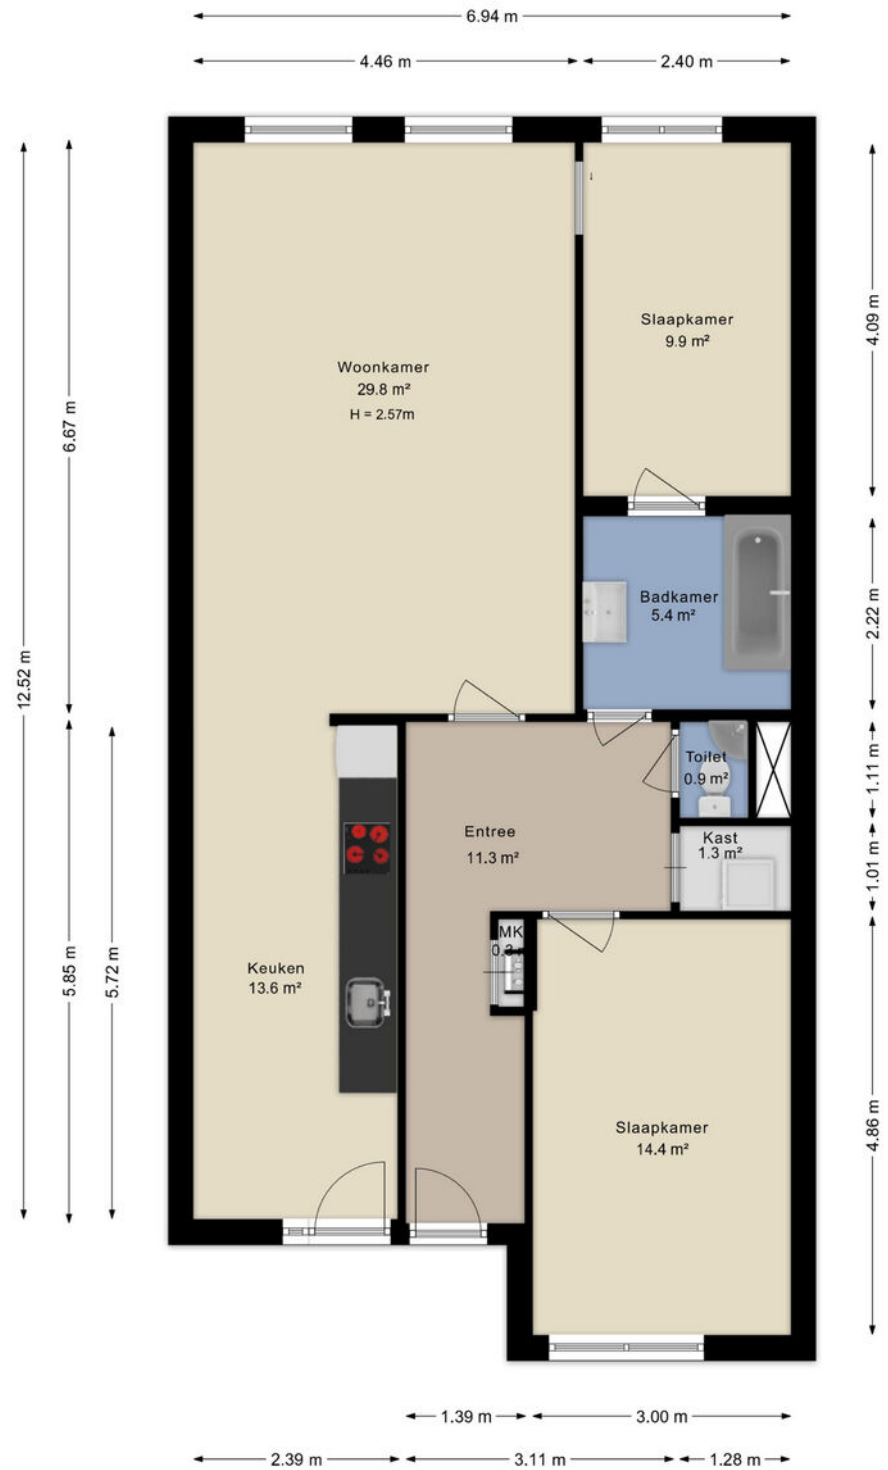 6.94 m
4.46 m
2.40 m
12.52 m
6.67 m
5.85 m
5.72 m
4.09 m
2.22 m
1.11 m
1.01 m
4.86 m
Woonkamer
29.8 m²
H = 2.57m
↓
Slaapkamer
9.9 m²
Badkamer
5.4 m²
Toilet
0.9 m²
Kast
1.3 m²
Entree
11.3 m²
MK
Keuken
13.6 m²
Slaapkamer
14.4 m²
1.39 m
3.00 m
2.39 m
3.11 m
1.28 m